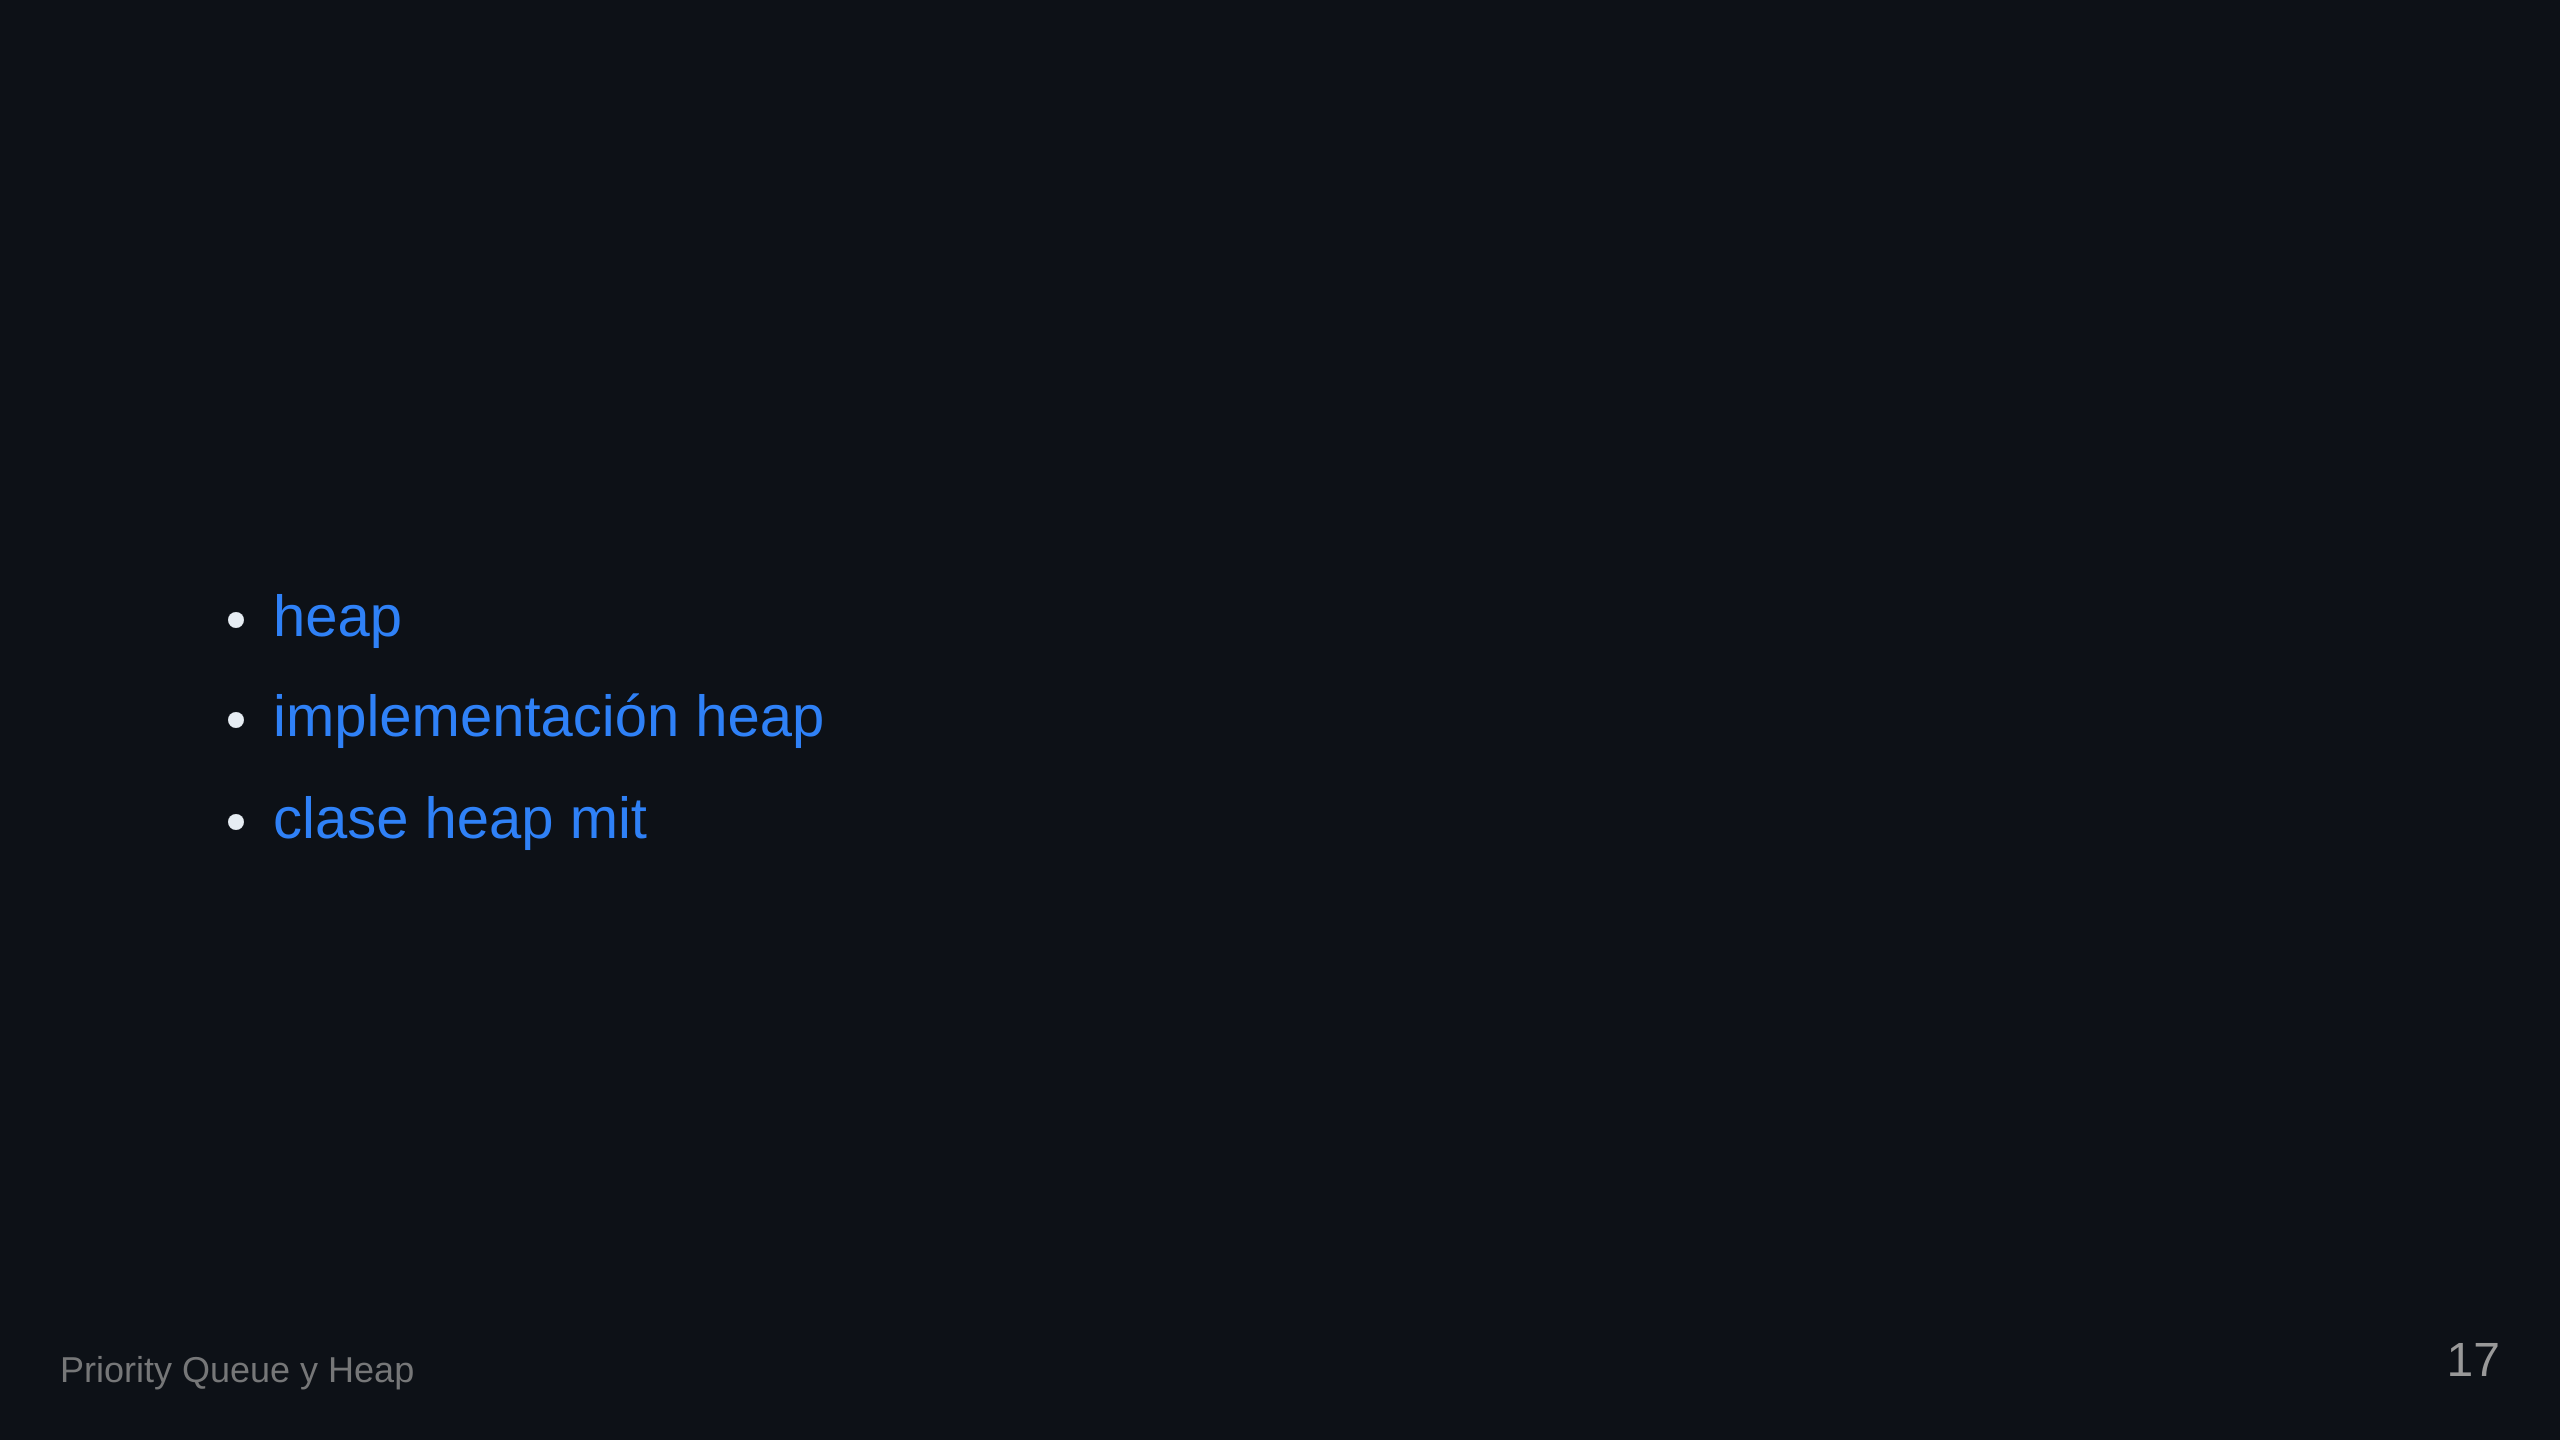 heap
implementación heap
clase heap mit
Priority Queue y Heap
17